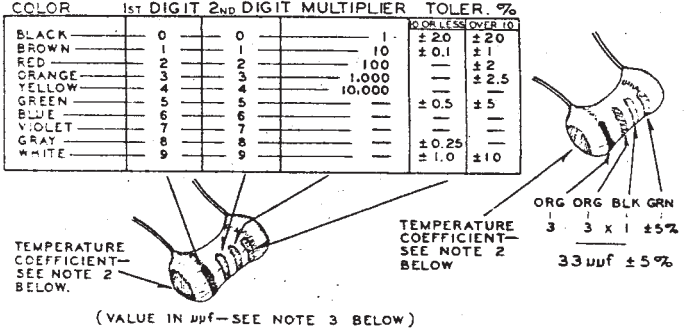 COLOR 1ST DIGIT 2ND DIGIT MULTIPLIER TOLER. %
10 OR LESS OVER 10
BLACK 0 0 1 ±2.0 ±20
BROWN 1 1 10 ±0.1 ±1
RED 2 2 100 — ±2
ORANGE 3 3 1,000 — ±2.5
YELLOW 4 4 10,000 — —
GREEN 5 5 — ±0.5 ±5
BLUE 6 6 — — —
VIOLET 7 7 — — —
GRAY 8 8 — ±0.25 —
WHITE 9 9 — ±1.0 ±10
ORG ORG BLK GRN
3 3 x 1 ±5%
33 µµf ±5%
TEMPERATURE
COEFFICIENT—
SEE NOTE 2
BELOW
TEMPERATURE
COEFFICIENT—
SEE NOTE 2
BELOW.
(VALUE IN µµf—SEE NOTE 3 BELOW)